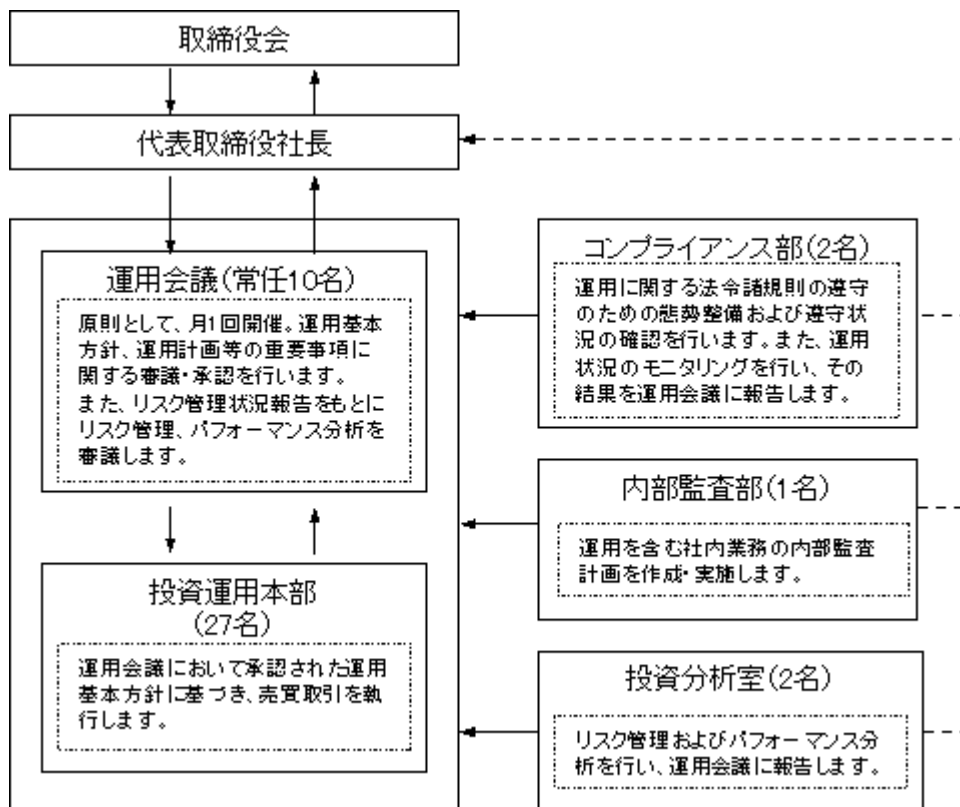 取締役会
代表取締役社長
運用会議(常任10名)
原則として、月1回開催。運用基本
方針、運用計画等の重要事項に
関する審議・承認を行います。
また、リスク管理状況報告をもとに
リスク管理、パフォーマンス分析を
審議します。
投資運用本部
(27名)
運用会議において承認された運用
基本方針に基づき、売買取引を執
行します。
コンプライアンス部(2名)
運用に関する法令諸規則の遵守
のための態勢整備および遵守状
況の確認を行います。また、運用
状況のモニタリングを行い、その
結果を運用会議に報告します。
内部監査部(1名)
運用を含む社内業務の内部監査
計画を作成・実施します。
投資分析室(2名)
リスク管理およびパフォーマンス分
析を行い、運用会議に報告します。